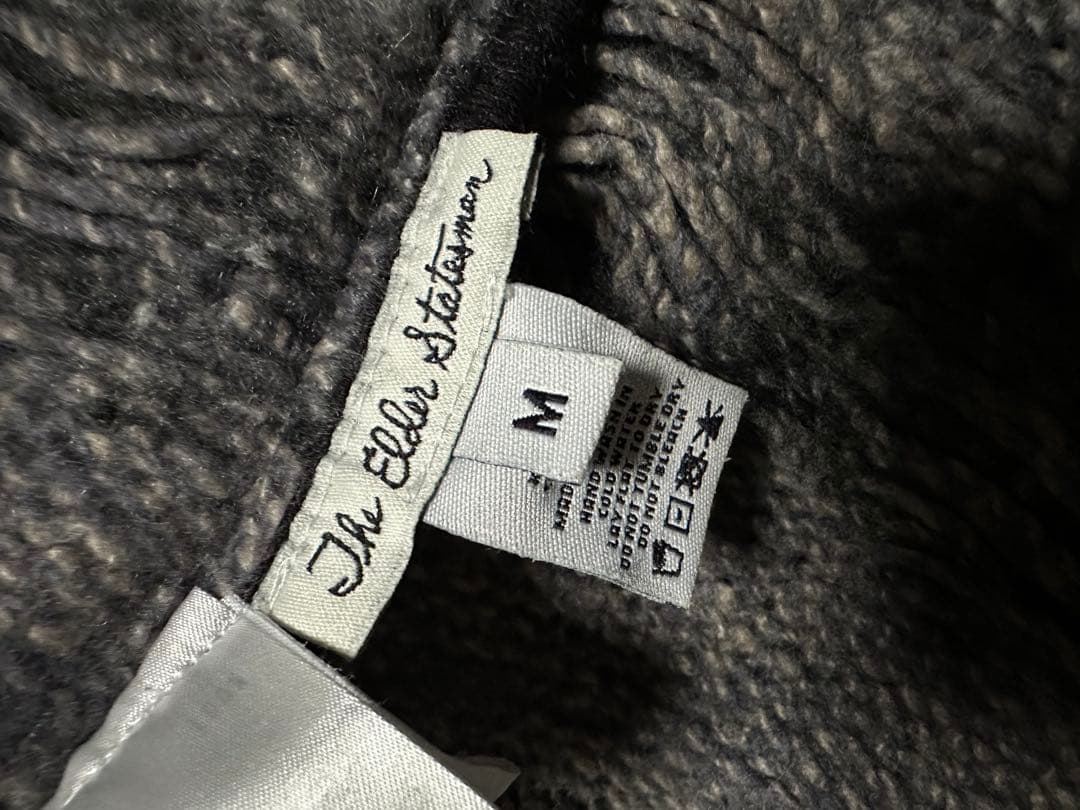 The Elder Statesman
M
MAD
HAND WASH IN
COLD WATER
LAY FLAT TO DRY
DO NOT TUMBLE DRY
DO NOT BLEACH